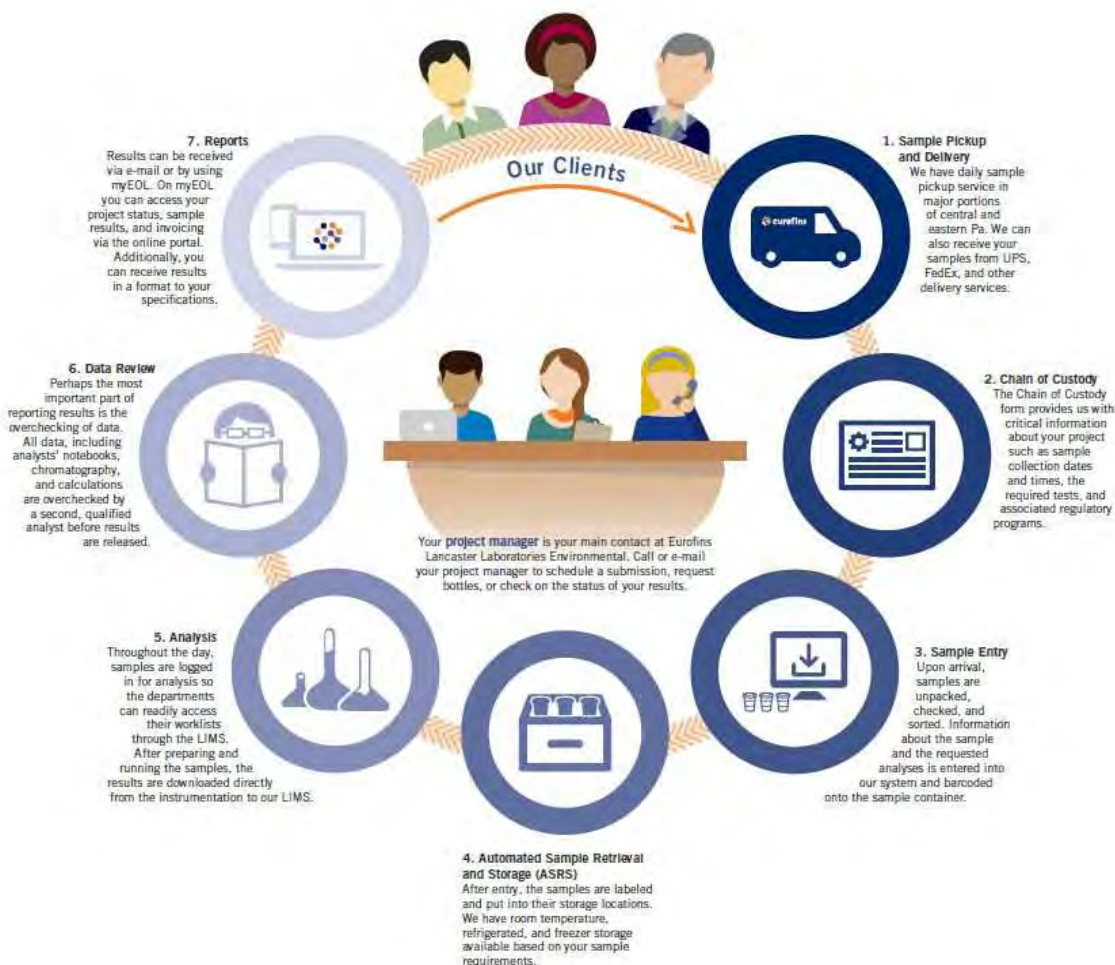 Our Clients
1. Sample Pickup
and Delivery
We have daily sample
pickup service in
major portions
of central and
eastern Pa. We can
also receive your
samples from UPS,
FedEx, and other
delivery services.
eurofins
2. Chain of Custody
The Chain of Custody
form provides us with
critical information
about your project
such as sample
collection dates
and times, the
required tests, and
associated regulatory
programs.
3. Sample Entry
Upon arrival,
samples are
unpacked,
checked, and
sorted. Information
about the sample
and the requested
analyses is entered into
our system and barcoded
onto the sample container.
4. Automated Sample Retrieval
and Storage (ASRS)
After entry, the samples are labeled
and put into their storage locations.
We have room temperature,
refrigerated, and freezer storage
available based on your sample
requirements.
5. Analysis
Throughout the day,
samples are logged
in for analysis so
the departments
can readily access
their worklists
through the LIMS.
After preparing and
running the samples, the
results are downloaded directly
from the instrumentation to our LIMS.
6. Data Review
Perhaps the most
important part of
reporting results is the
overchecking of data.
All data, including
analysts' notebooks,
chromatography,
and calculations
are overchecked by
a second, qualified
analyst before results
are released.
7. Reports
Results can be received
via e-mail or by using
myEOL. On myEOL
you can access your
project status, sample
results, and invoicing
via the online portal.
Additionally, you
can receive results
in a format to your
specifications.
Your project manager is your main contact at Eurofins
Lancaster Laboratories Environmental. Call or e-mail
your project manager to schedule a submission, request
bottles, or check on the status of your results.